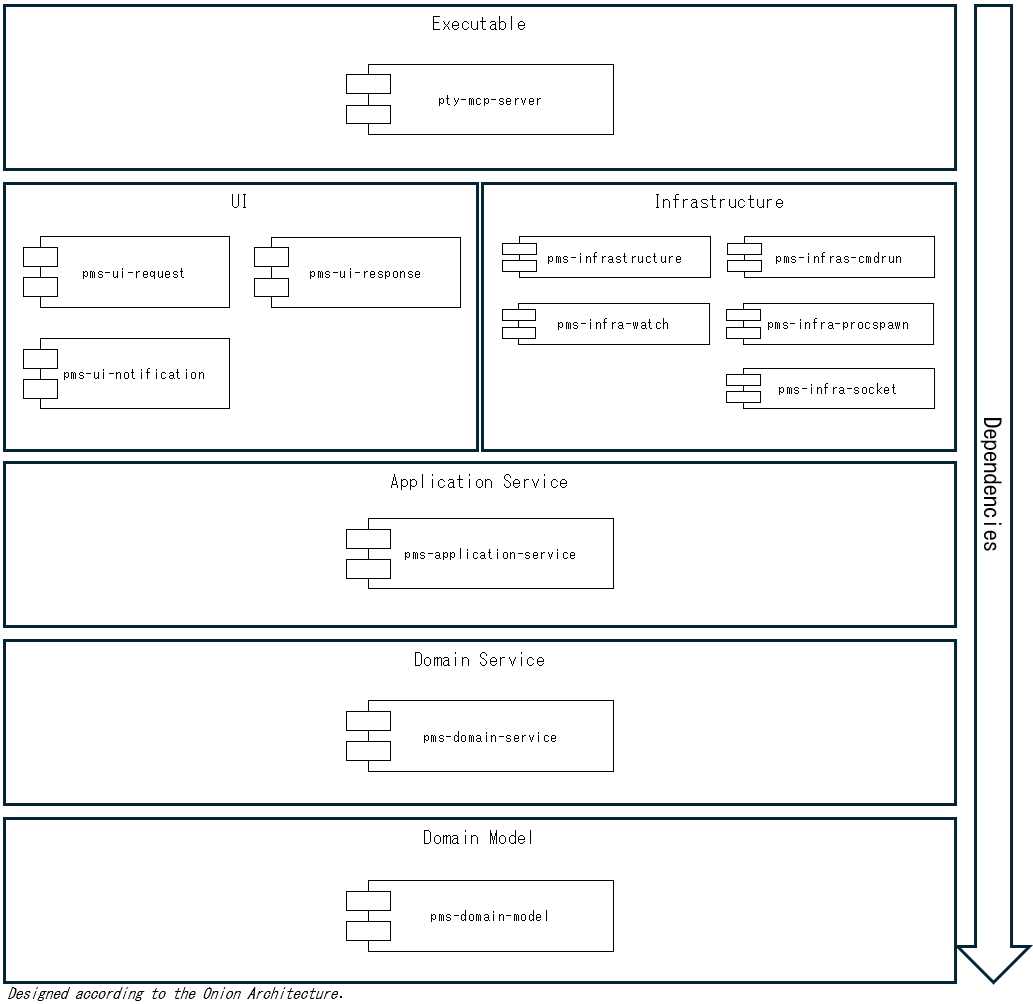 Executable
pty-mcp-server
UI
pms-ui-request
pms-ui-response
pms-ui-notification
Infrastructure
pms-infrastructure
pms-infras-cmdrun
pms-infra-watch
pms-infra-procspawn
pms-infra-socket
Application Service
pms-application-service
Domain Service
pms-domain-service
Domain Model
pms-domain-model
Dependencies
Designed according to the Onion Architecture.